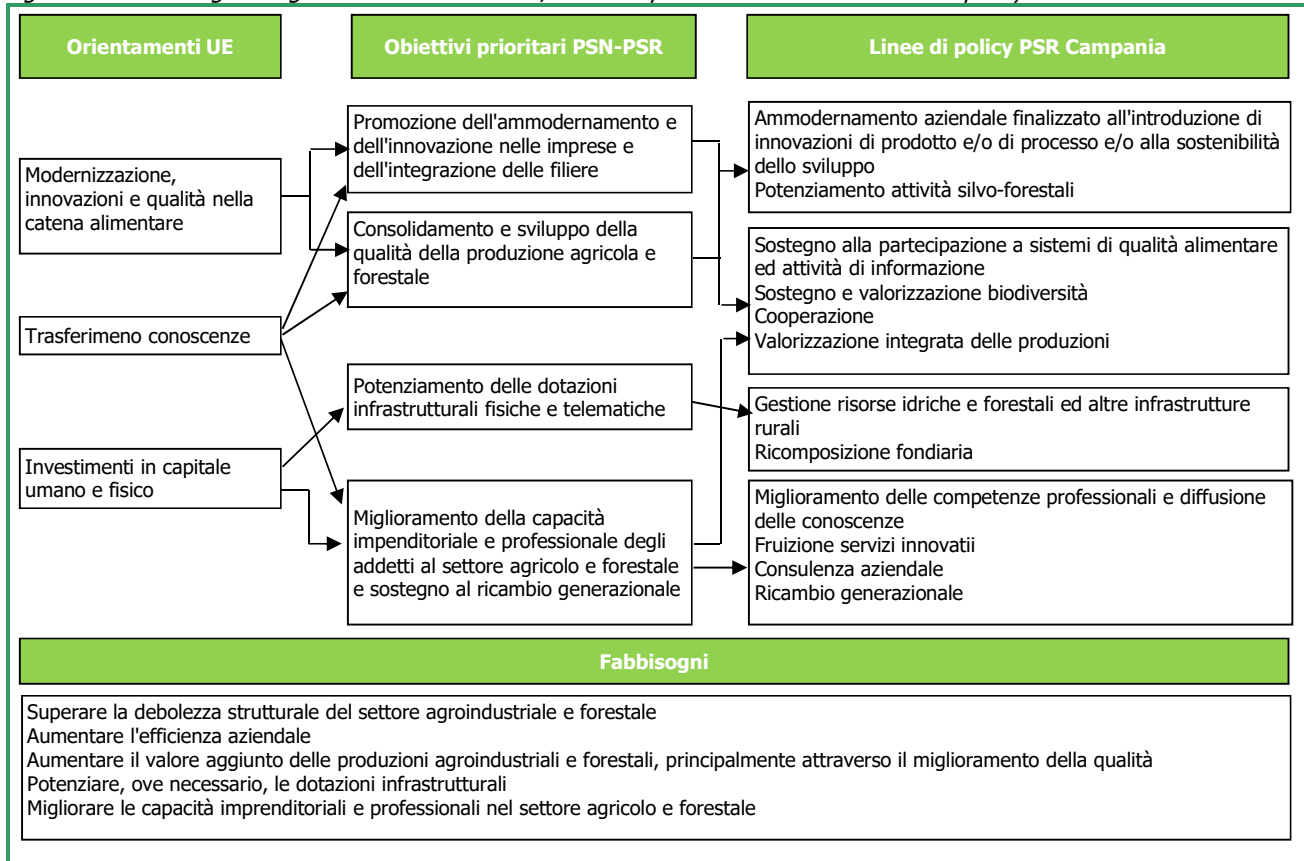 Orientamenti UE
Obiettivi prioritari PSN-PSR
Linee di policy PSR Campania
Modernizzazione,
innovazioni e qualità nella
catena alimentare
Trasferimeno conoscenze
Investimenti in capitale
umano e fisico
Promozione dell'ammodernamento e
dell'innovazione nelle imprese e
dell'integrazione delle filiere
Consolidamento e sviluppo della
qualità della produzione agricola e
forestale
Potenziamento delle dotazioni
infrastrutturali fisiche e telematiche
Miglioramento della capacità
impenditoriale e professionale degli
addetti al settore agricolo e forestale
e sostegno al ricambio generazionale
Ammodernamento aziendale finalizzato all'introduzione di
innovazioni di prodotto e/o di processo e/o alla sostenibilità
dello sviluppo
Potenziamento attività silvo-forestali
Sostegno alla partecipazione a sistemi di qualità alimentare
ed attività di informazione
Sostegno e valorizzazione biodiversità
Cooperazione
Valorizzazione integrata delle produzioni
Gestione risorse idriche e forestali ed altre infrastrutture
rurali
Ricomposizione fondiaria
Miglioramento delle competenze professionali e diffusione
delle conoscenze
Fruizione servizi innovatii
Consulenza aziendale
Ricambio generazionale
Fabbisogni
Superare la debolezza strutturale del settore agroindustriale e forestale
Aumentare l'efficienza aziendale
Aumentare il valore aggiunto delle produzioni agroindustriali e forestali, principalmente attraverso il miglioramento della qualità
Potenziare, ove necessario, le dotazioni infrastrutturali
Migliorare le capacità imprenditoriali e professionali nel settore agricolo e forestale